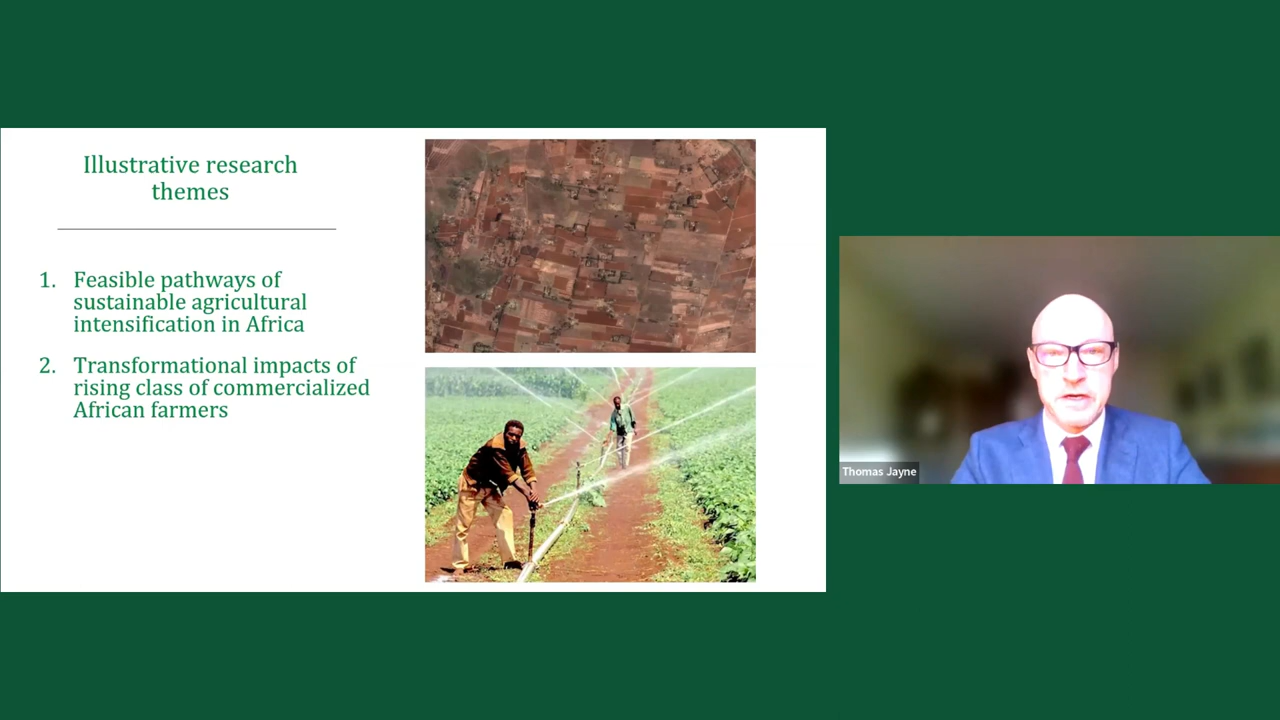 Illustrative research
themes
1. Feasible pathways of
sustainable agricultural
intensification in Africa
2. Transformational impacts of
rising class of commercialized
African farmers
Thomas Jayne